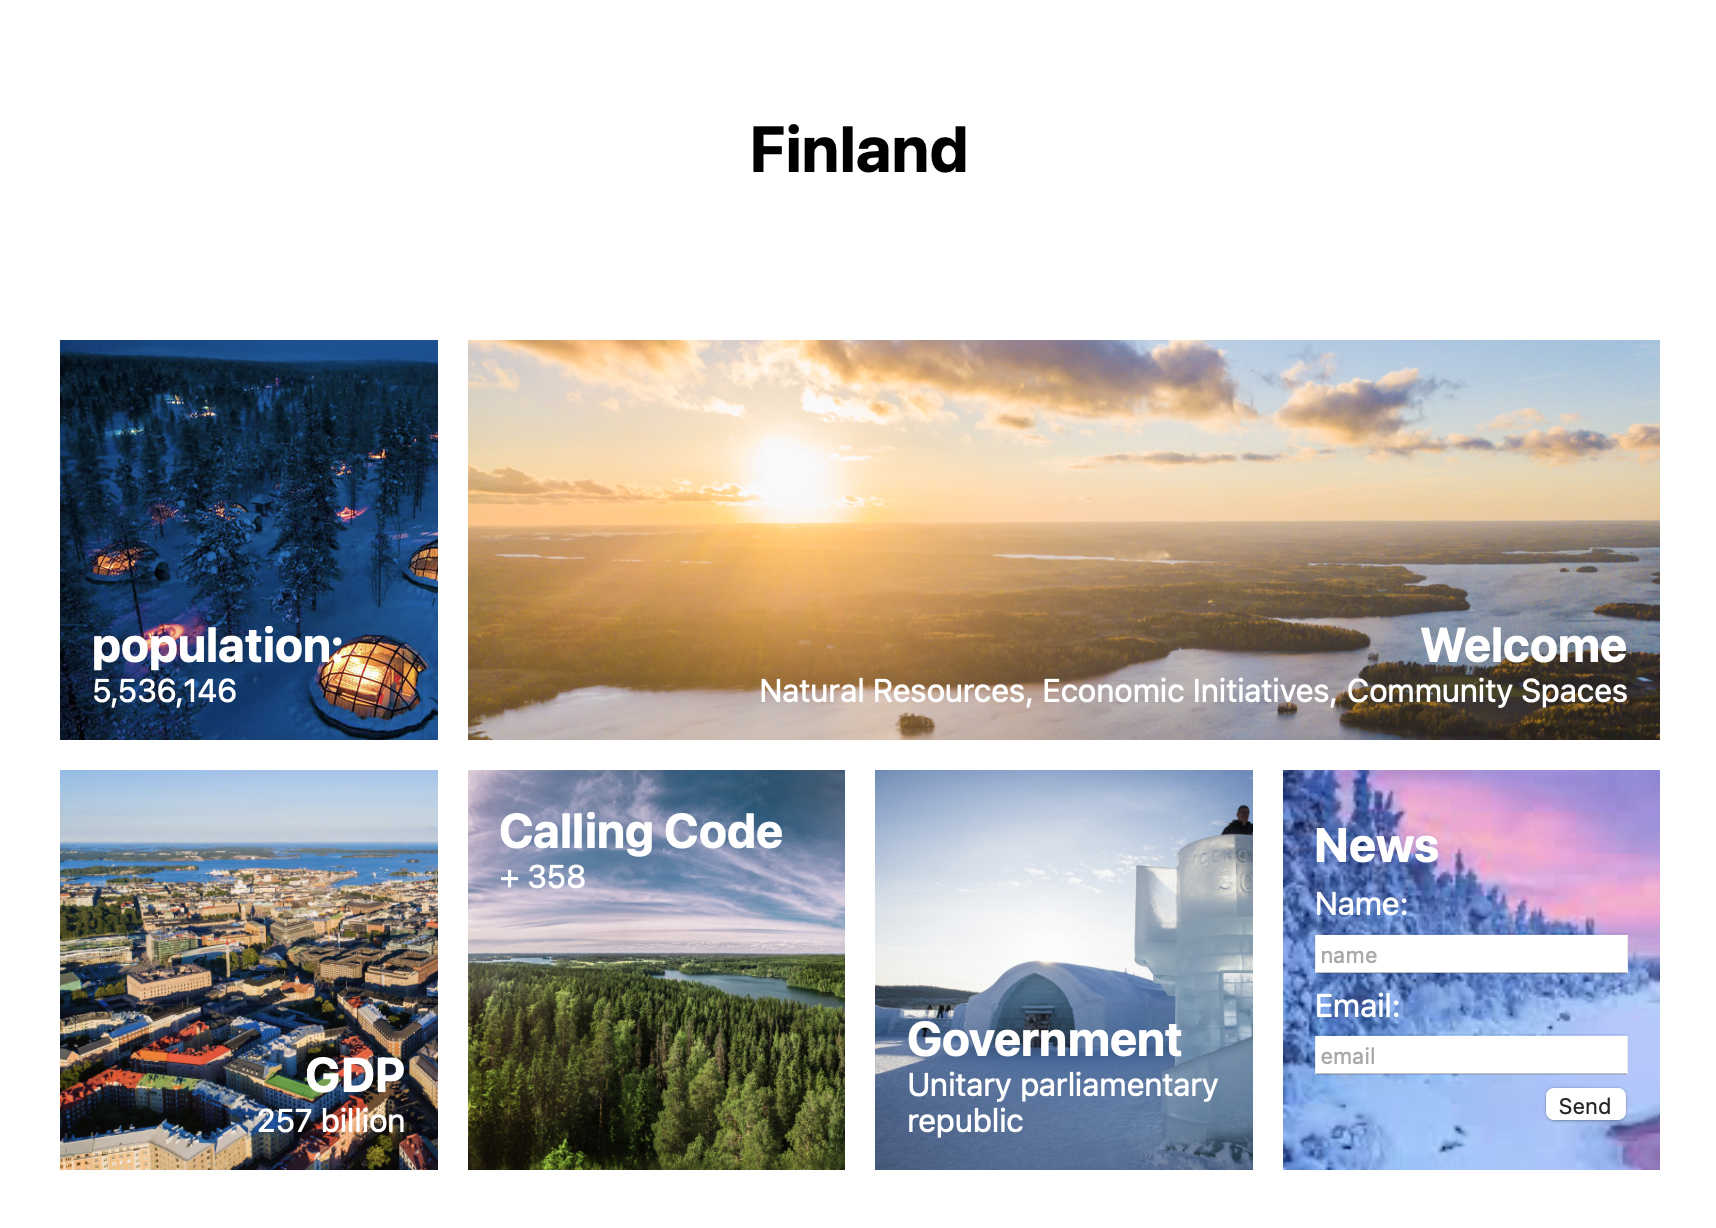 Finland
population:
5,536,146
Welcome
Natural Resources, Economic Initiatives, Community Spaces
GDP
257 billion
Calling Code
+ 358
Government
Unitary parliamentary
republic
News
Name:
name
Email:
email
Send